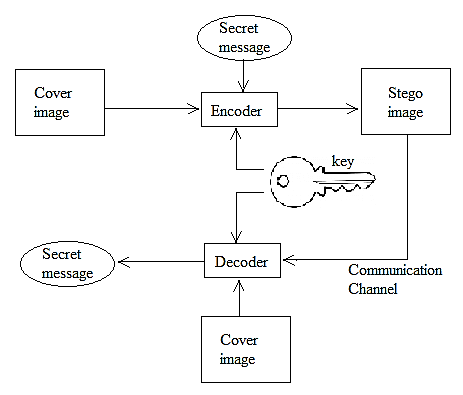 Secret
message
Cover
image
Encoder
Stego
image
key
Secret
message
Decoder
Communication
Channel
Cover
image